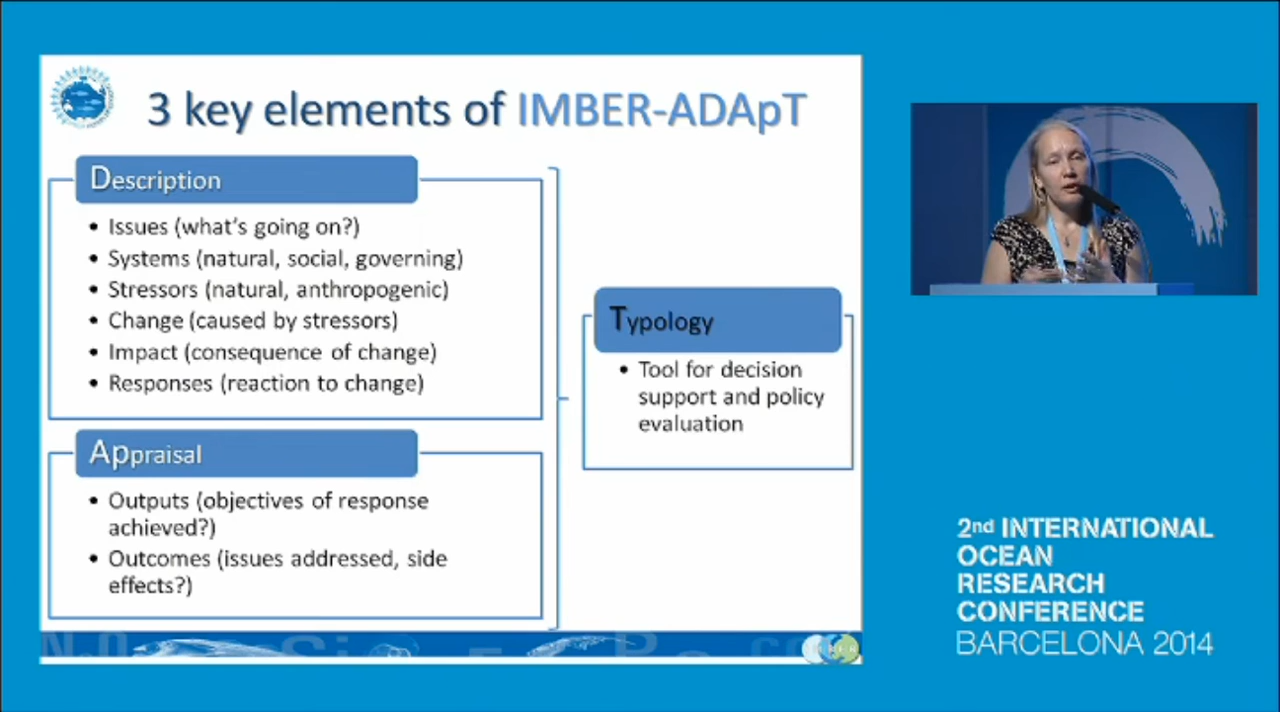 3 key elements of IMBER-ADApT
Description
• Issues (what's going on?)
• Systems (natural, social, governing)
• Stressors (natural, anthropogenic)
• Change (caused by stressors)
• Impact (consequence of change)
• Responses (reaction to change)
Appraisal
• Outputs (objectives of response
achieved?)
• Outcomes (issues addressed, side
effects?)
Typology
• Tool for decision
support and policy
evaluation
2nd INTERNATIONAL
OCEAN
RESEARCH
CONFERENCE
BARCELONA 2014